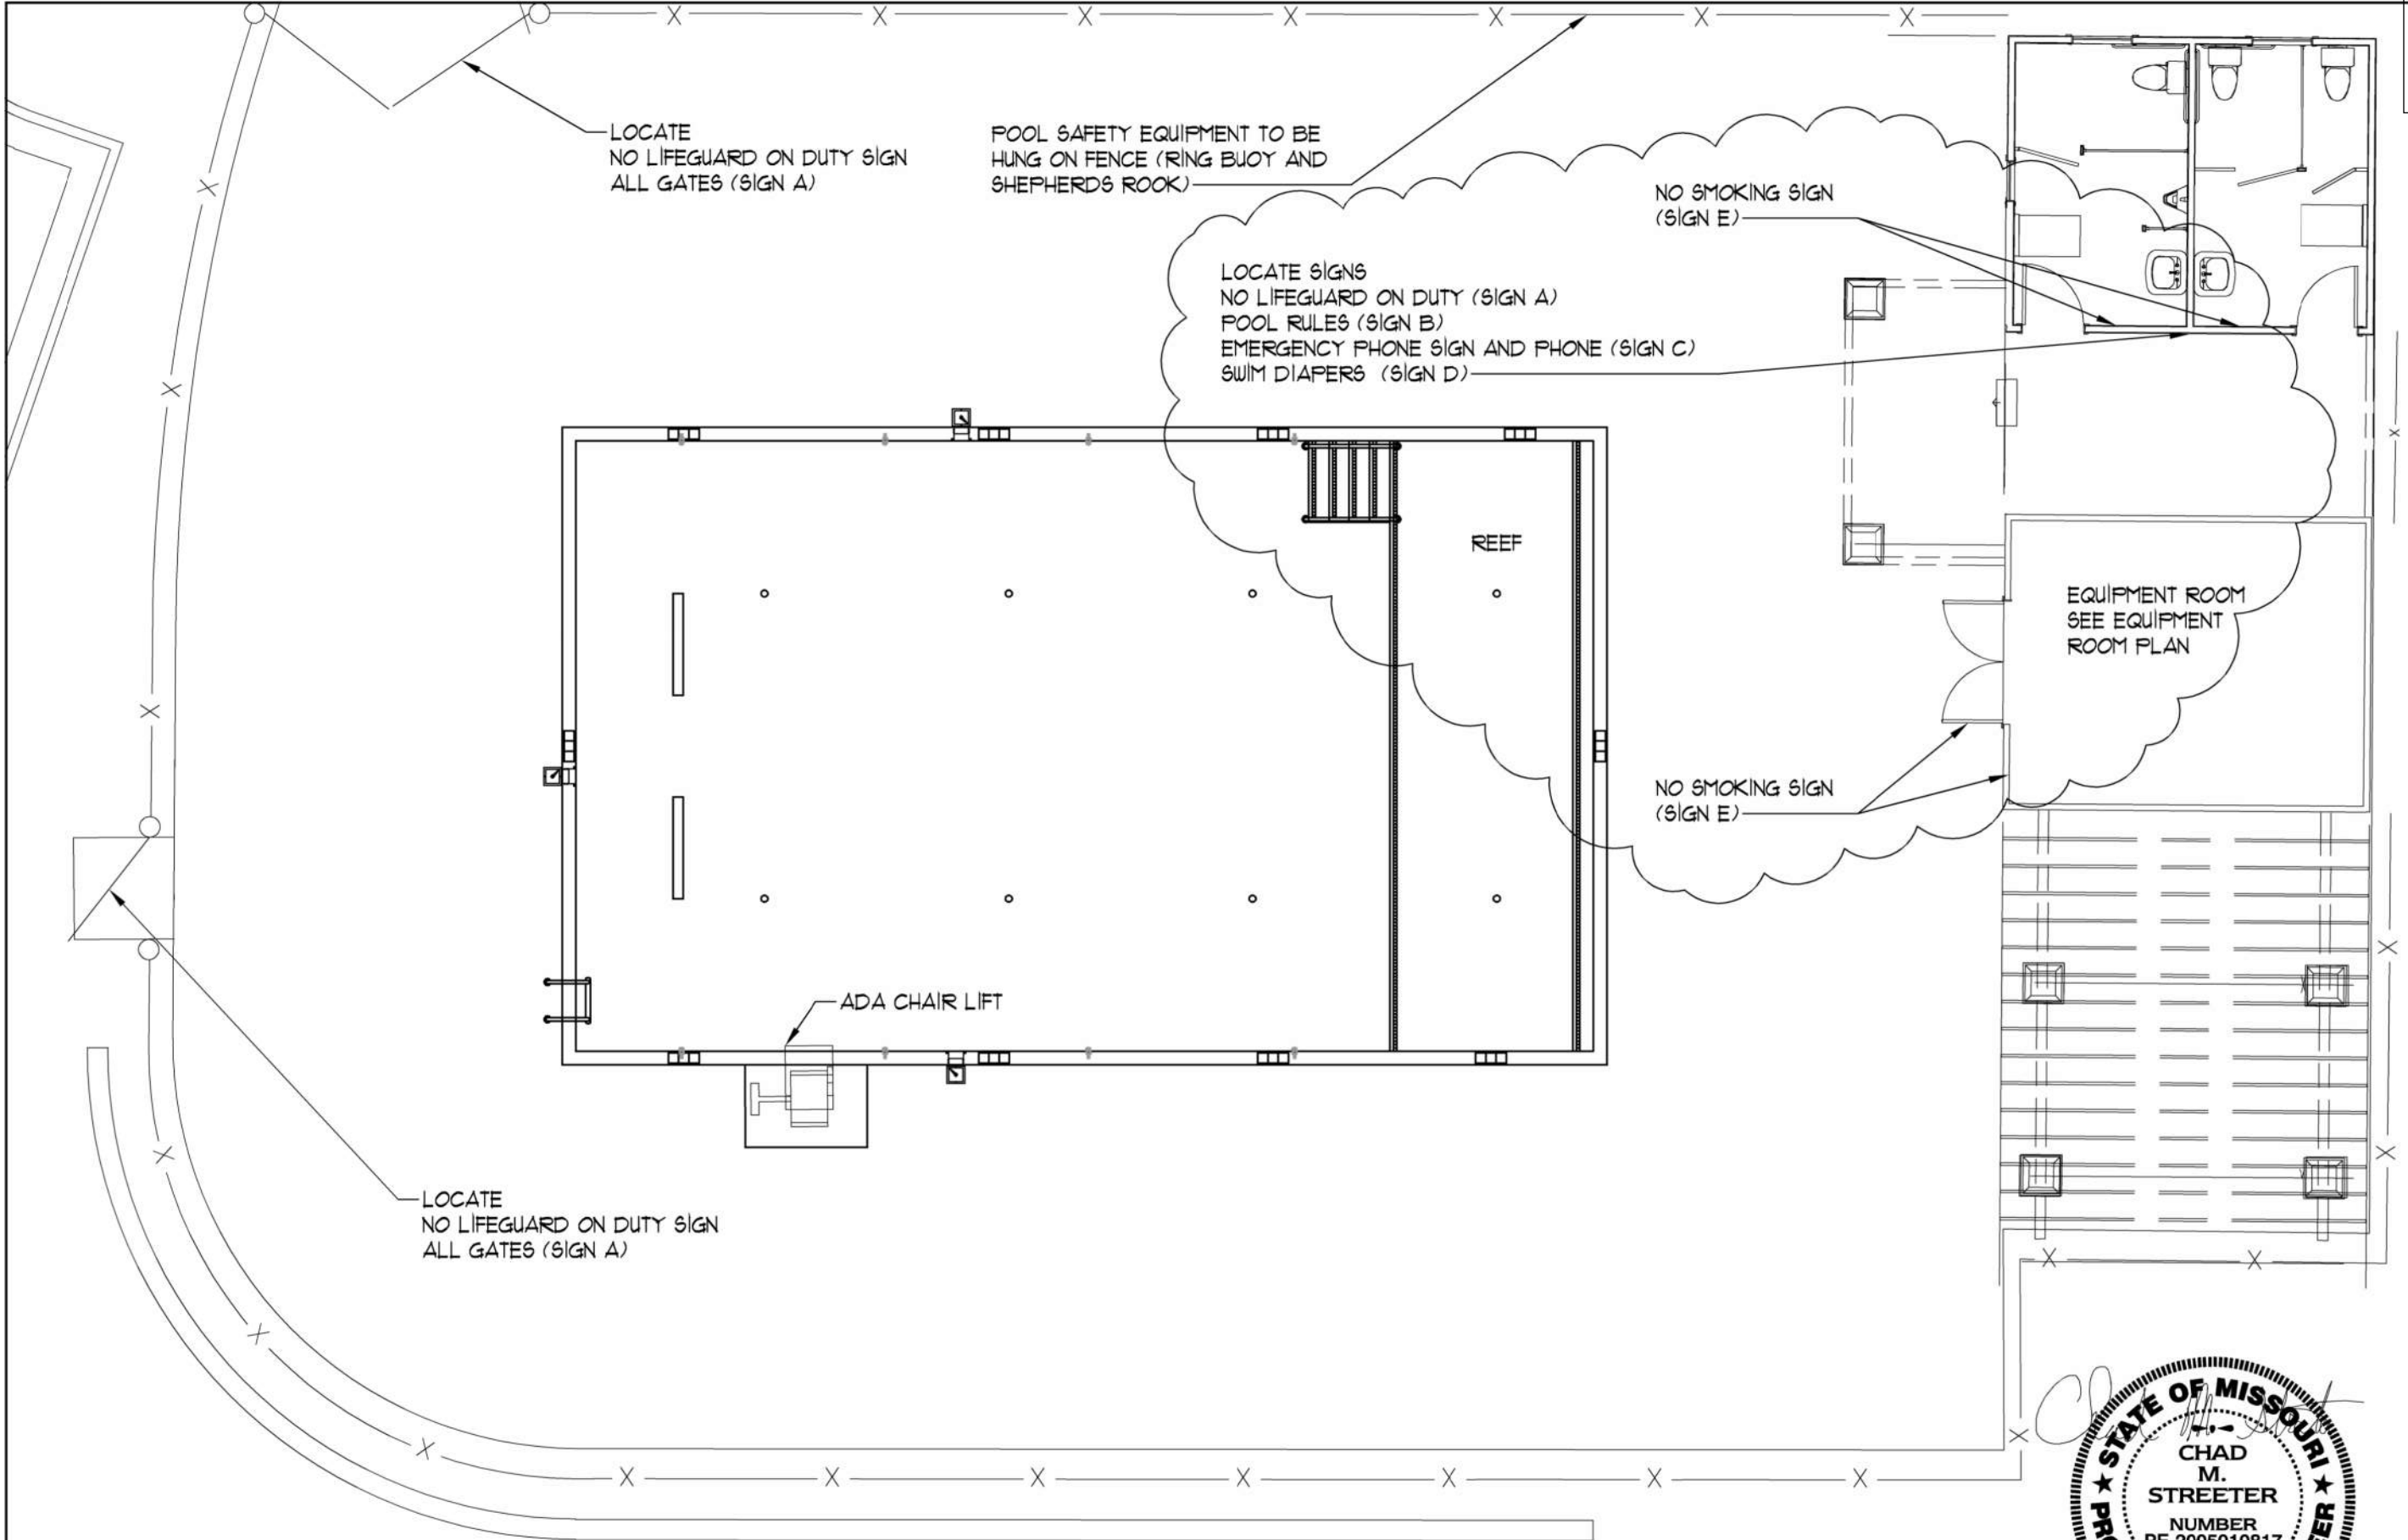 LOCATE
NO LIFEGUARD ON DUTY SIGN
ALL GATES (SIGN A)
POOL SAFETY EQUIPMENT TO BE
HUNG ON FENCE (RING BUOY AND
SHEPHERDS ROOK)
NO SMOKING SIGN
(SIGN E)
LOCATE SIGNS
NO LIFEGUARD ON DUTY (SIGN A)
POOL RULES (SIGN B)
EMERGENCY PHONE SIGN AND PHONE (SIGN C)
SWIM DIAPERS (SIGN D)
REEF
EQUIPMENT ROOM
SEE EQUIPMENT
ROOM PLAN
NO SMOKING SIGN
(SIGN E)
ADA CHAIR LIFT
LOCATE
NO LIFEGUARD ON DUTY SIGN
ALL GATES (SIGN A)
STATE OF MISSOURI
CHAD
M.
STREETER
NUMBER
PE-2005019817